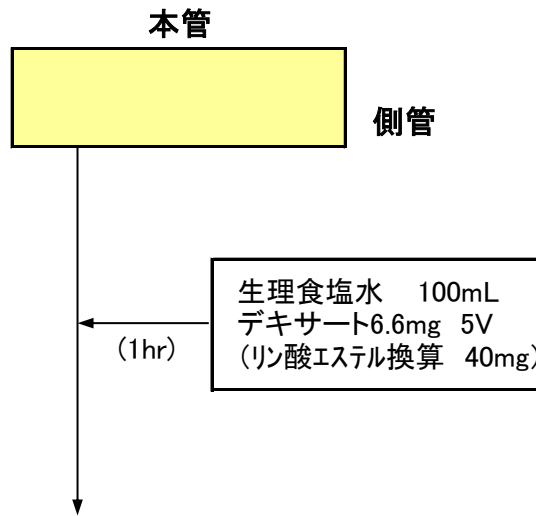 本管
側管
生理食塩水　100mL
デキサート6.6mg 5V
(リン酸エステル換算 40mg)
(1hr)